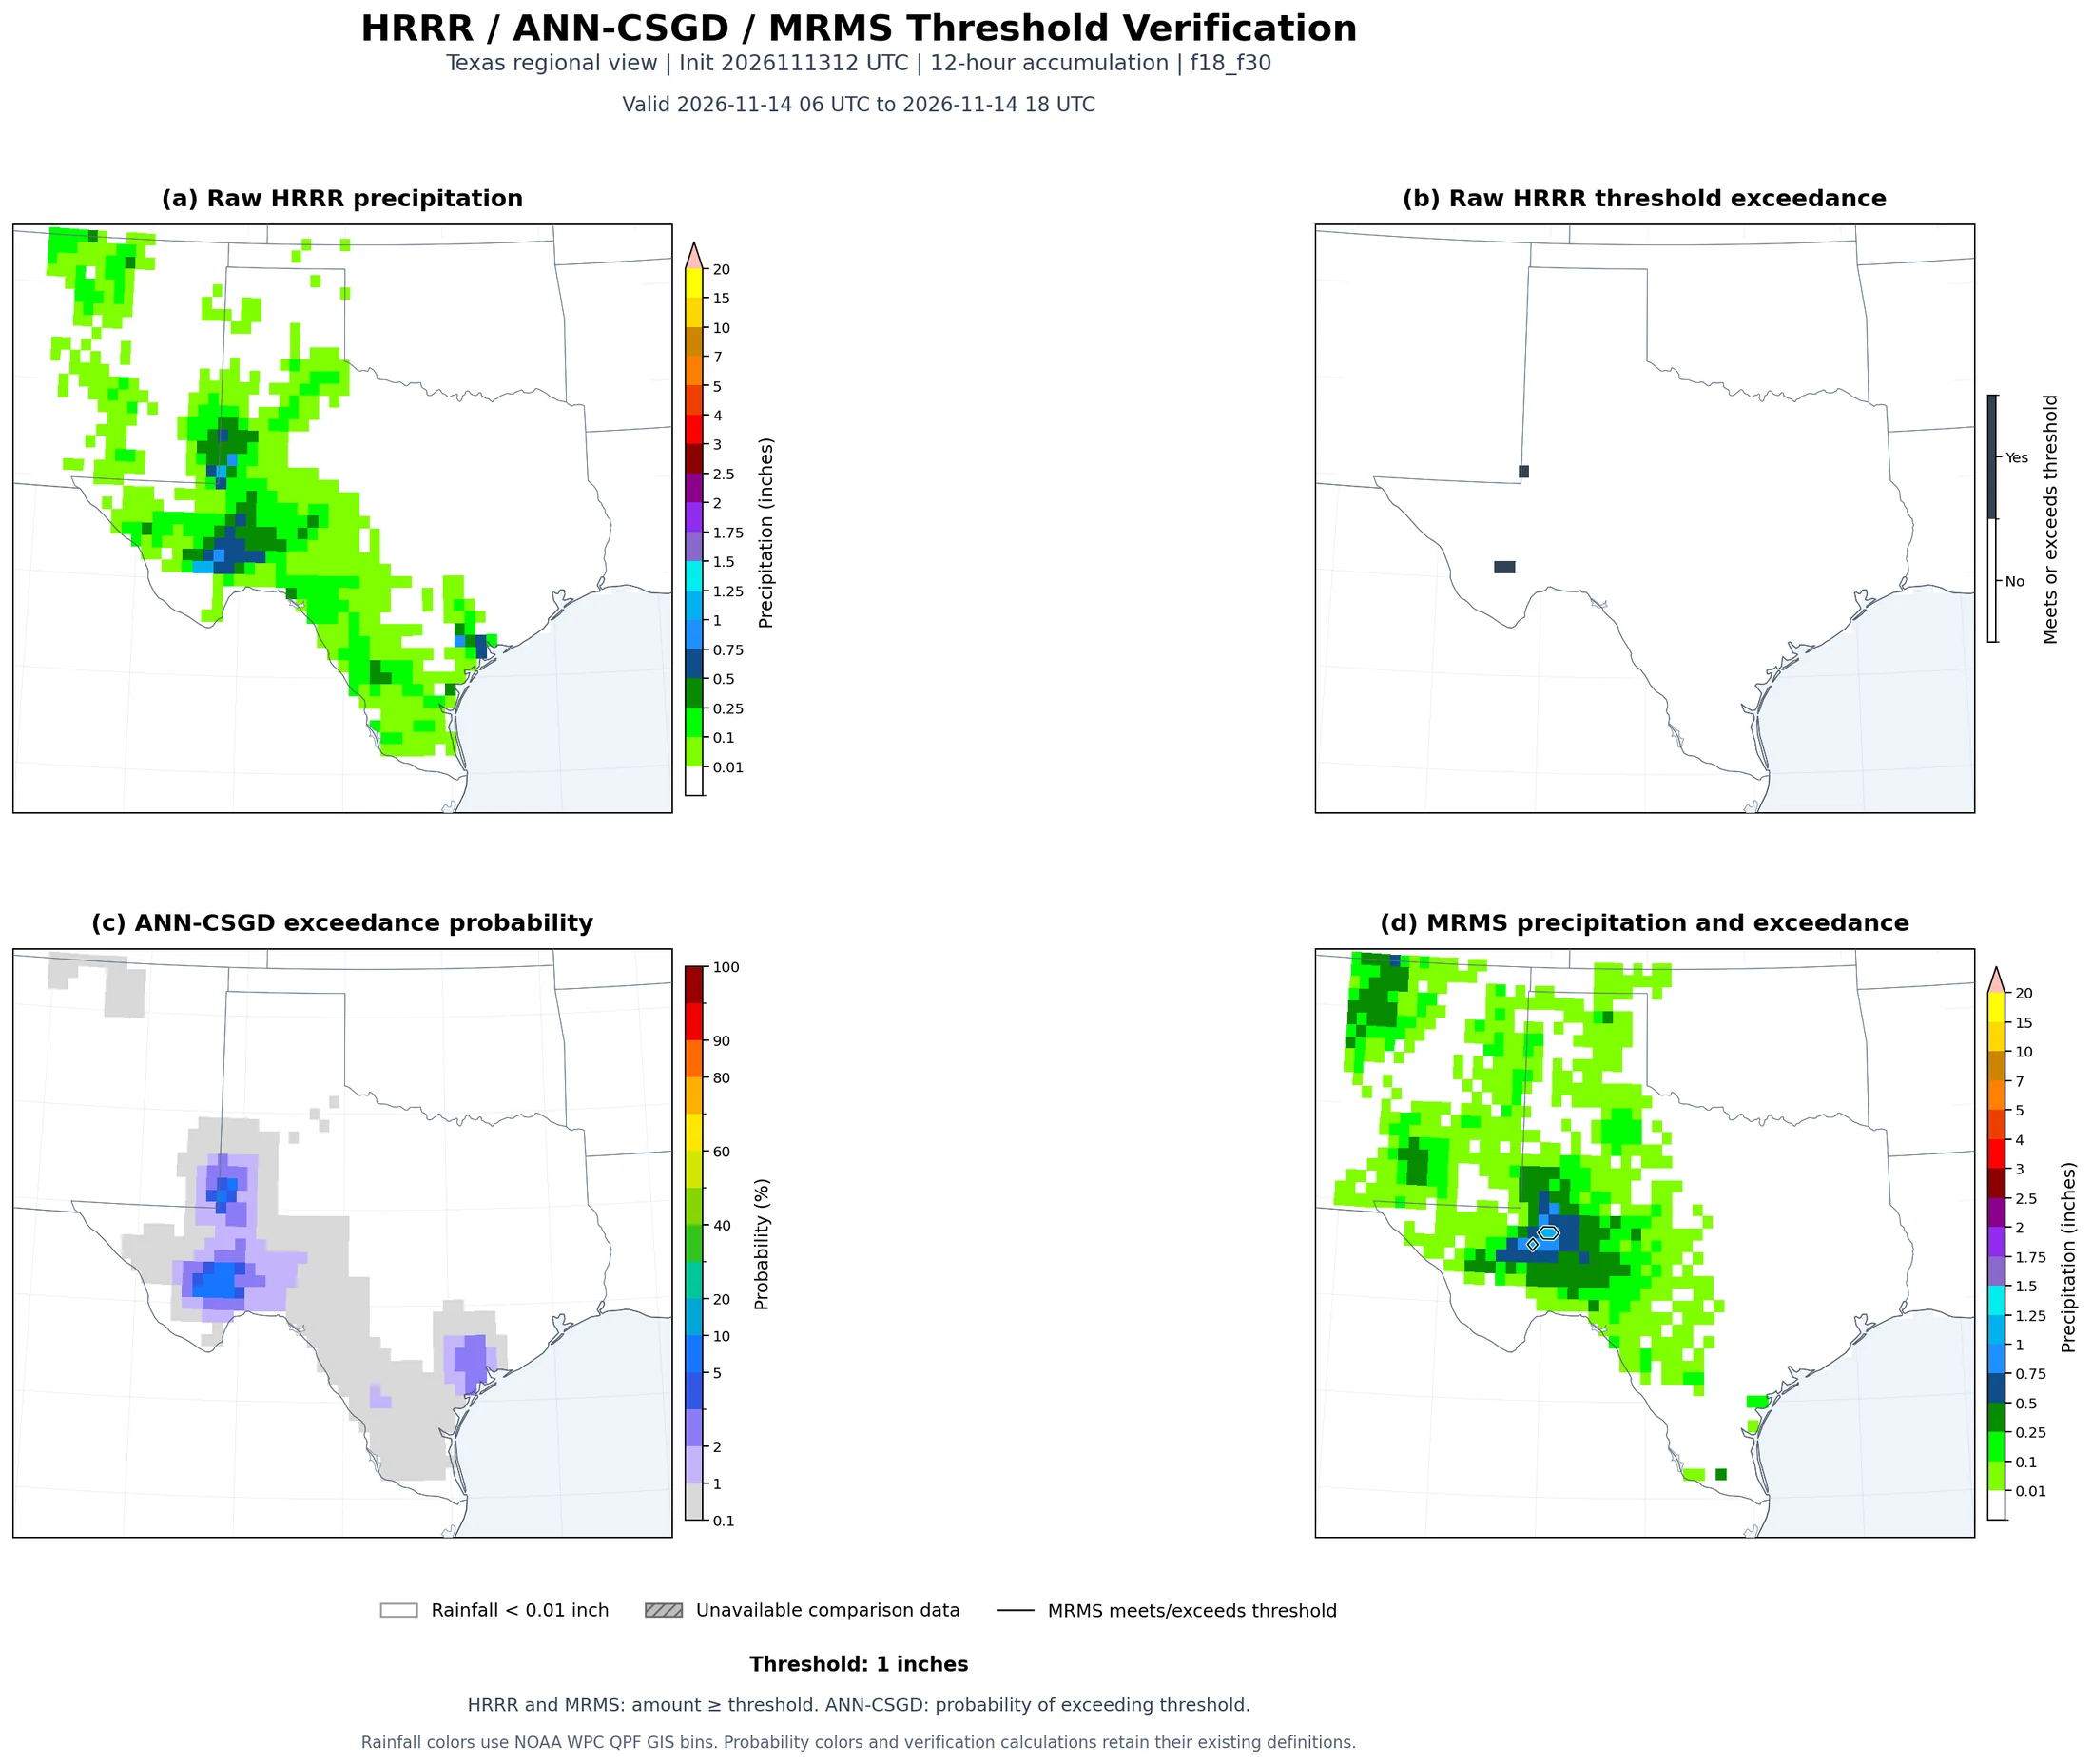 HRRR / ANN-CSGD / MRMS Threshold Verification
Texas regional view | Init 2026111312 UTC | 12-hour accumulation | f18_f30
Valid 2026-11-14 06 UTC to 2026-11-14 18 UTC
(a) Raw HRRR precipitation
20
15
10
7
5
4
3
2.5
2
1.75
1.5
1.25
1
0.75
0.5
0.25
0.1
0.01
Precipitation (inches)
(b) Raw HRRR threshold exceedance
Yes
No
Meets or exceeds threshold
(c) ANN-CSGD exceedance probability
100
90
80
60
40
20
10
5
2
1
0.1
Probability (%)
(d) MRMS precipitation and exceedance
20
15
10
7
5
4
3
2.5
2
1.75
1.5
1.25
1
0.75
0.5
0.25
0.1
0.01
Precipitation (inches)
Rainfall < 0.01 inch
Unavailable comparison data
MRMS meets/exceeds threshold
Threshold: 1 inches
HRRR and MRMS: amount ≥ threshold. ANN-CSGD: probability of exceeding threshold.
Rainfall colors use NOAA WPC QPF GIS bins. Probability colors and verification calculations retain their existing definitions.